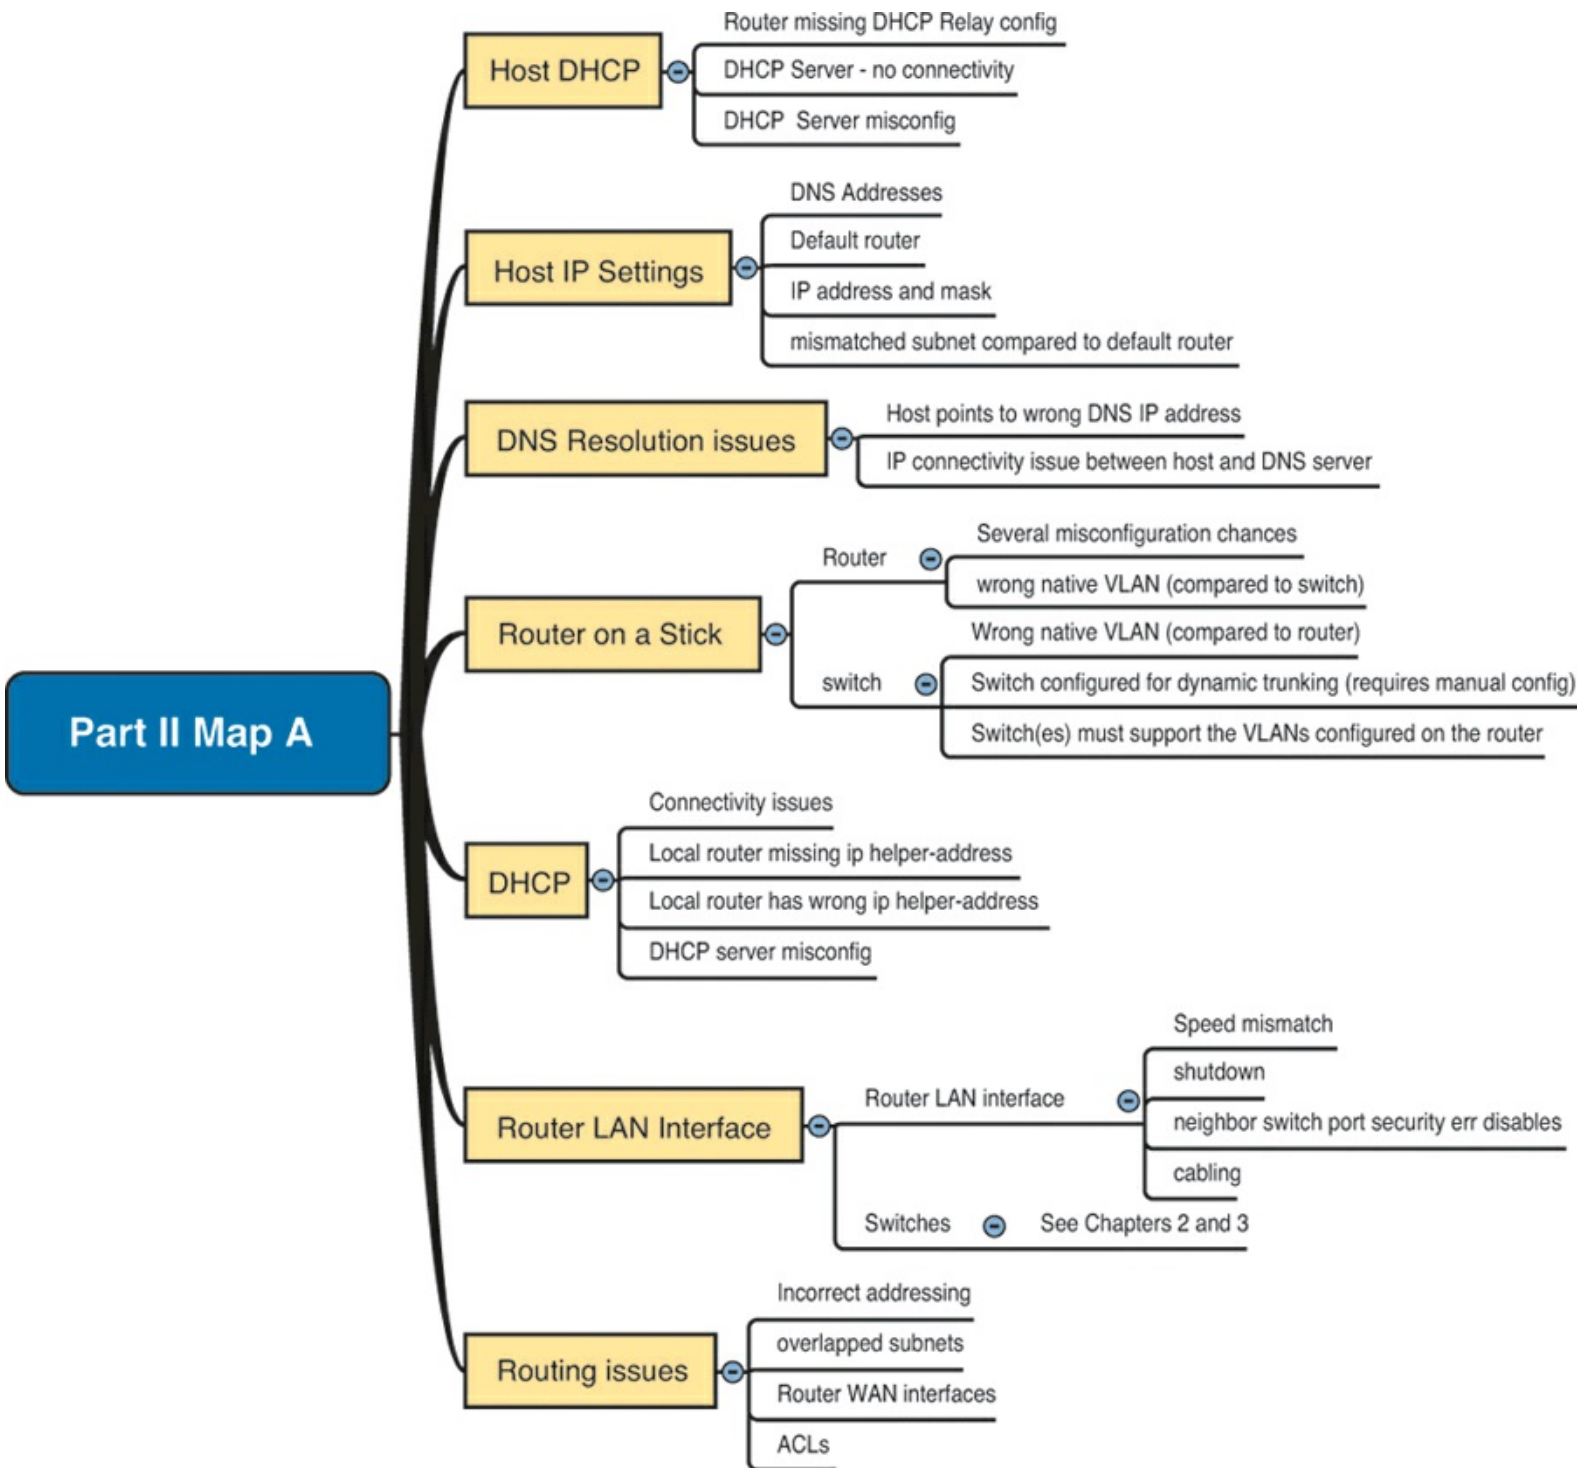 Part II Map A
Host DHCP
Router missing DHCP Relay config
DHCP Server - no connectivity
DHCP Server misconfig
Host IP Settings
DNS Addresses
Default router
IP address and mask
mismatched subnet compared to default router
DNS Resolution issues
Host points to wrong DNS IP address
IP connectivity issue between host and DNS server
Router on a Stick
Router
Several misconfiguration chances
wrong native VLAN (compared to switch)
switch
Wrong native VLAN (compared to router)
Switch configured for dynamic trunking (requires manual config)
Switch(es) must support the VLANs configured on the router
DHCP
Connectivity issues
Local router missing ip helper-address
Local router has wrong ip helper-address
DHCP server misconfig
Router LAN Interface
Router LAN interface
Speed mismatch
shutdown
neighbor switch port security err disables
cabling
Switches
See Chapters 2 and 3
Routing issues
Incorrect addressing
overlapped subnets
Router WAN interfaces
ACLs